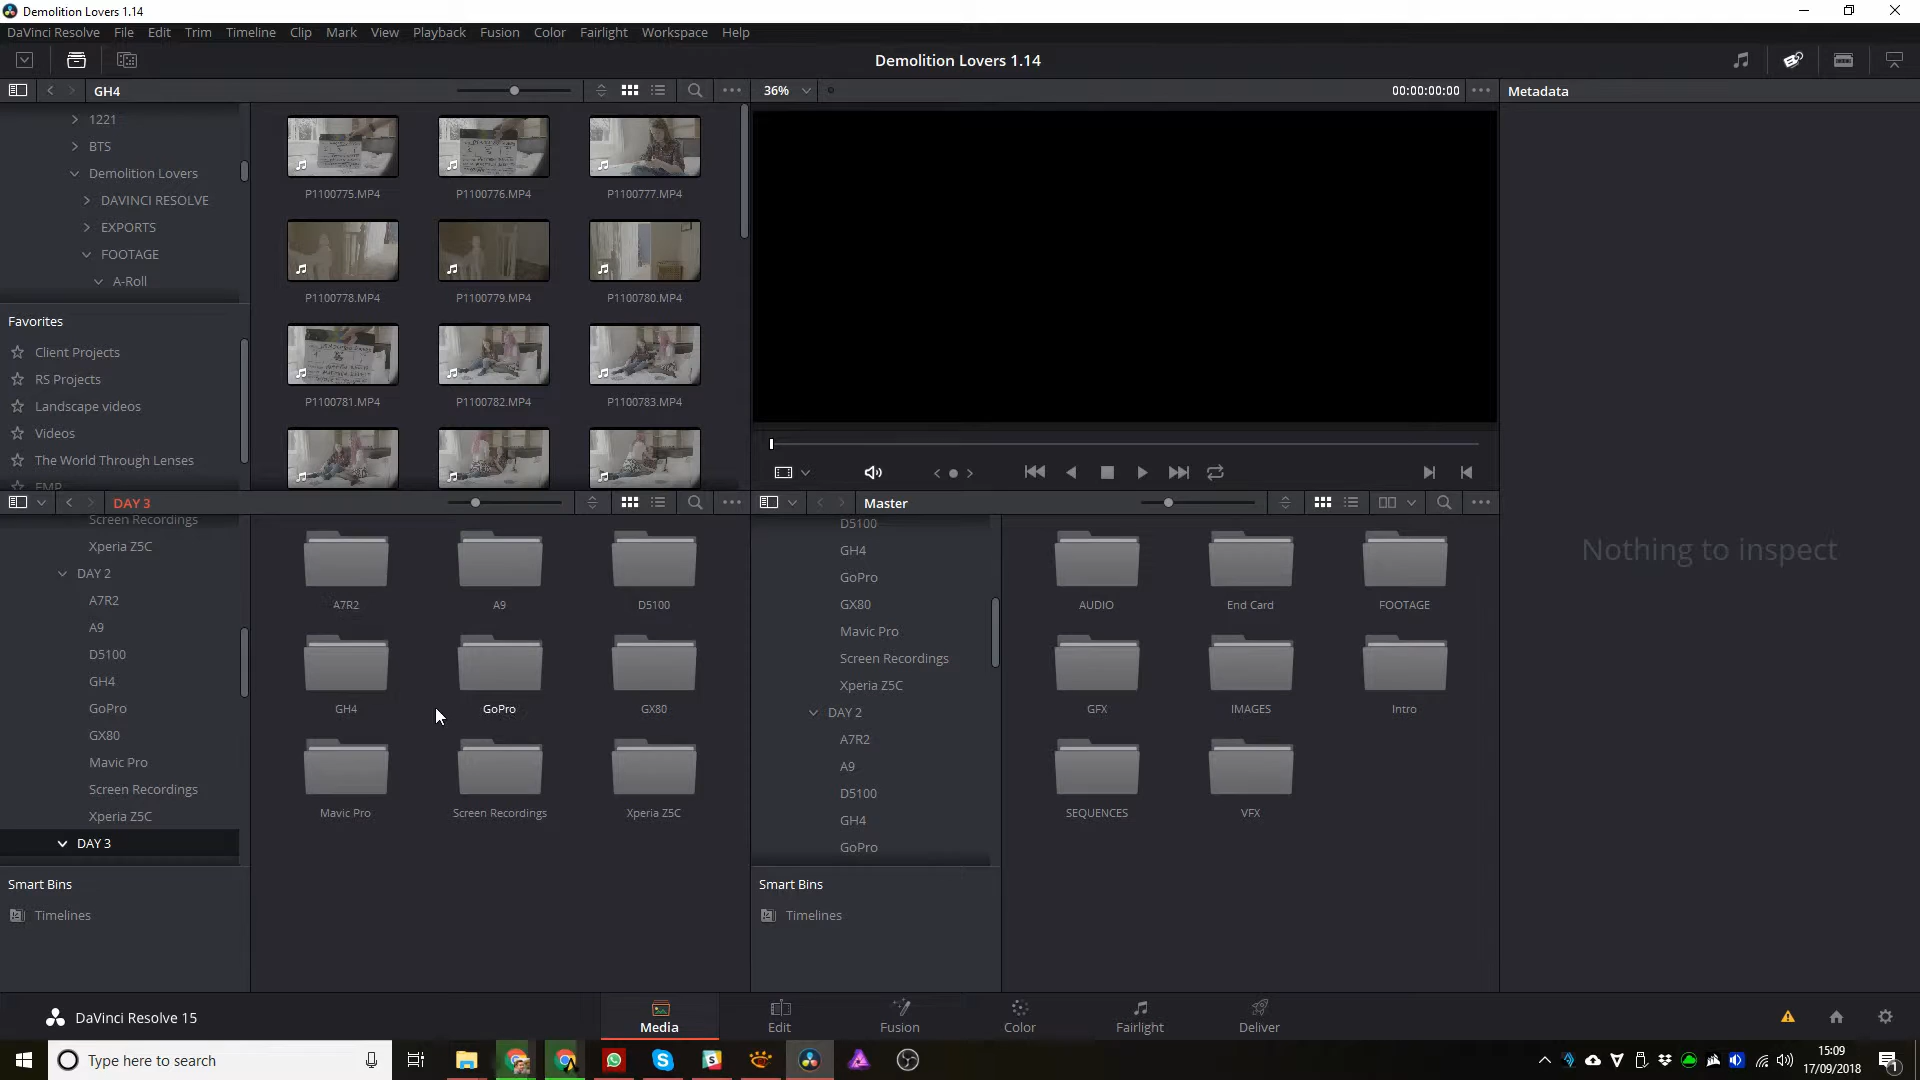 Demolition Lovers 1.14
DaVinci Resolve File Edit Trim Timeline Clip Mark View Playback Fusion Color Fairlight Workspace Help
Demolition Lovers 1.14
GH4
36%
00:00:00:00
Metadata
1221
BTS
Demolition Lovers
DAVINCI RESOLVE
EXPORTS
FOOTAGE
A-Roll
P1100775.MP4 P1100776.MP4 P1100777.MP4
P1100778.MP4 P1100779.MP4 P1100780.MP4
P1100781.MP4 P1100782.MP4 P1100783.MP4
Favorites
Client Projects
RS Projects
Landscape videos
Videos
The World Through Lenses
DAY 3
Screen Recordings
Xperia Z5C
DAY 2
A7R2
A9
D5100
GH4
GoPro
GX80
Mavic Pro
Screen Recordings
Xperia Z5C
DAY 3
A7R2 A9 D5100
GH4 GoPro GX80
Mavic Pro Screen Recordings Xperia Z5C
Smart Bins
Timelines
Master
D5100
GH4
GoPro
GX80
Mavic Pro
Screen Recordings
Xperia Z5C
DAY 2
A7R2
A9
D5100
GH4
GoPro
AUDIO End Card FOOTAGE
GFX IMAGES Intro
SEQUENCES VFX
Smart Bins
Timelines
Nothing to inspect
DaVinci Resolve 15
Media Edit Fusion Color Fairlight Deliver
Type here to search
15:09
17/09/2018
1